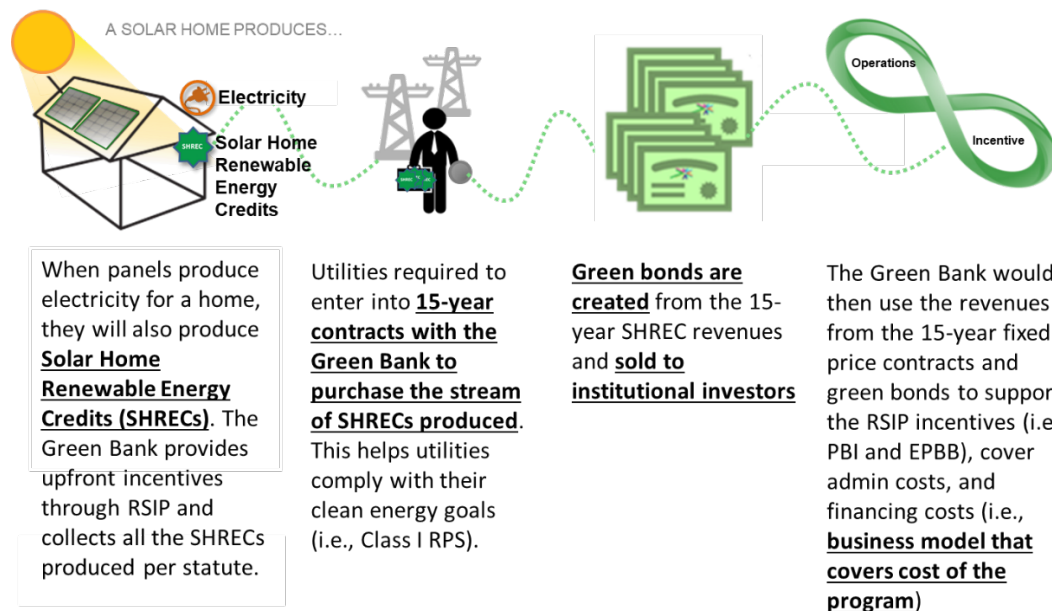 A SOLAR HOME PRODUCES...
Electricity
SHREC
Solar Home
Renewable
Energy
Credits
SHREC
Operations
Incentive
When panels produce
electricity for a home,
they will also produce
Solar Home
Renewable Energy
Credits (SHRECs). The
Green Bank provides
upfront incentives
through RSIP and
collects all the SHRECs
produced per statute.
Utilities required to
enter into 15-year
contracts with the
Green Bank to
purchase the stream
of SHRECs produced.
This helps utilities
comply with their
clean energy goals
(i.e., Class I RPS).
Green bonds are
created from the 15-
year SHREC revenues
and sold to
institutional investors
The Green Bank would
then use the revenues
from the 15-year fixed
price contracts and
green bonds to suppor
the RSIP incentives (i.e
PBI and EPBB), cover
admin costs, and
financing costs (i.e.,
business model that
covers cost of the
program)